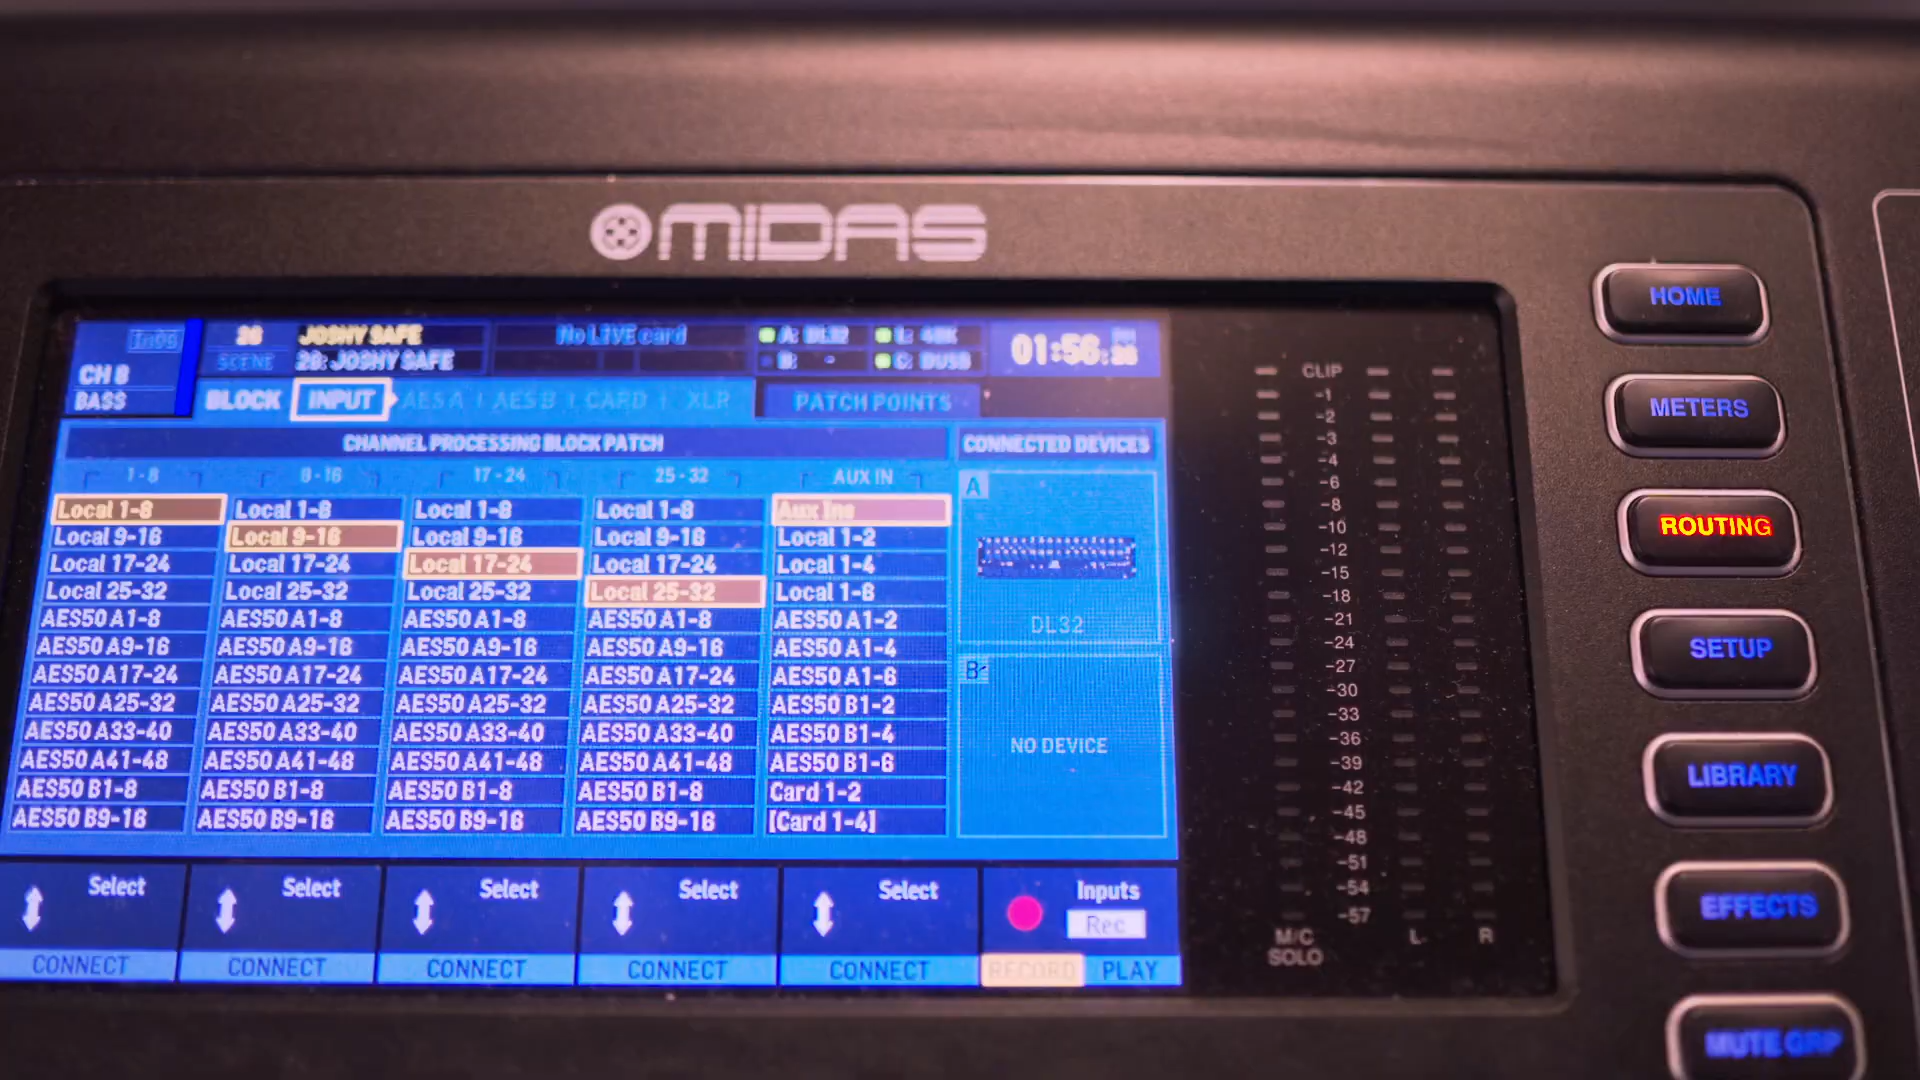 MIDAS
In08
CH 8
BASS
26
SCENE
JOSHY SAFE
26: JOSHY SAFE
No LIVE card
A: DL32
B: -
L: 48K
C: DUSB
01:56:26
BLOCK INPUT AES A AES B CARD XLR PATCH POINTS
CHANNEL PROCESSING BLOCK PATCH
CONNECTED DEVICES
1-8 9-16 17-24 25-32 AUX IN
Local 1-8 Local 1-8 Local 1-8 Local 1-8 Aux Ins
Local 9-16 Local 9-16 Local 9-16 Local 9-16 Local 1-2
Local 17-24 Local 17-24 Local 17-24 Local 17-24 Local 1-4
Local 25-32 Local 25-32 Local 25-32 Local 25-32 Local 1-6
AES50 A1-8 AES50 A1-8 AES50 A1-8 AES50 A1-8 AES50 A1-2
AES50 A9-16 AES50 A9-16 AES50 A9-16 AES50 A9-16 AES50 A1-4
AES50 A17-24 AES50 A17-24 AES50 A17-24 AES50 A17-24 AES50 A1-6
AES50 A25-32 AES50 A25-32 AES50 A25-32 AES50 A25-32 AES50 B1-2
AES50 A33-40 AES50 A33-40 AES50 A33-40 AES50 A33-40 AES50 B1-4
AES50 A41-48 AES50 A41-48 AES50 A41-48 AES50 A41-48 AES50 B1-6
AES50 B1-8 AES50 B1-8 AES50 B1-8 AES50 B1-8 Card 1-2
AES50 B9-16 AES50 B9-16 AES50 B9-16 AES50 B9-16 [Card 1-4]
A
DL32
B
NO DEVICE
Select Select Select Select Select Inputs
Rec
CONNECT CONNECT CONNECT CONNECT CONNECT RECORD PLAY
CLIP
-1
-2
-3
-4
-6
-8
-10
-12
-15
-18
-21
-24
-27
-30
-33
-36
-39
-42
-45
-48
-51
-54
-57
M/C L R
SOLO
HOME
METERS
ROUTING
SETUP
LIBRARY
EFFECTS
MUTE GRP